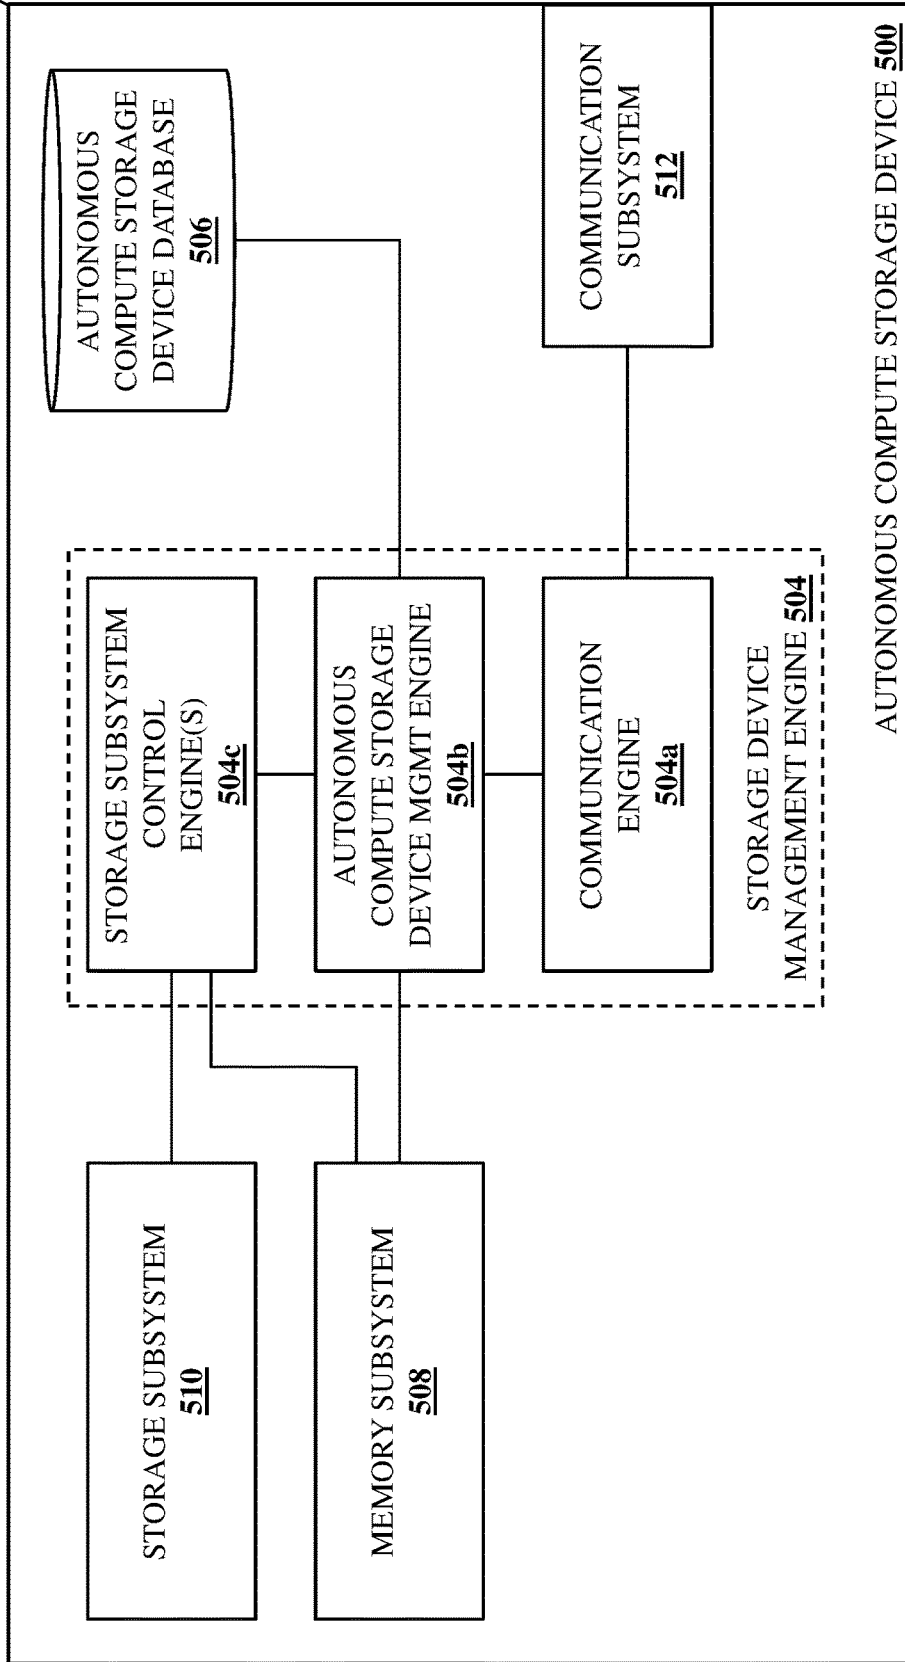 STORAGE SUBSYSTEM
510
MEMORY SUBSYSTEM
508
STORAGE SUBSYSTEM
CONTROL
ENGINE(S)
504c
AUTONOMOUS
COMPUTE STORAGE
DEVICE MGMT ENGINE
504b
COMMUNICATION
ENGINE
504a
STORAGE DEVICE
MANAGEMENT ENGINE 504
AUTONOMOUS
COMPUTE STORAGE
DEVICE DATABASE
506
COMMUNICATION
SUBSYSTEM
512
AUTONOMOUS COMPUTE STORAGE DEVICE 500